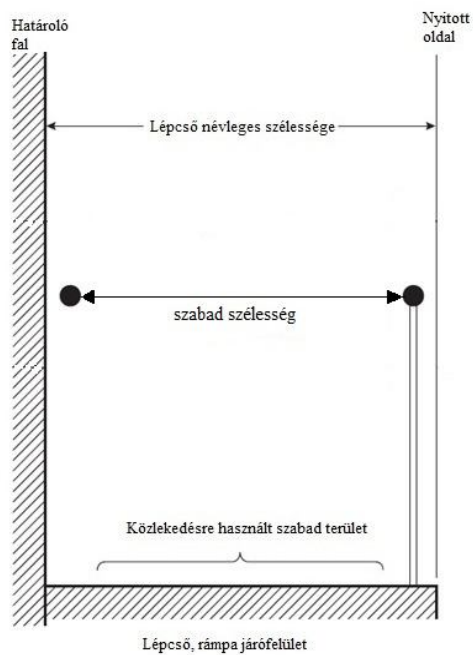 Határoló
fal
Nyitott
oldal
Lépcső névleges szélessége
szabad szélesség
Közlekedésre használt szabad terület
Lépcső, rámpa járófelület